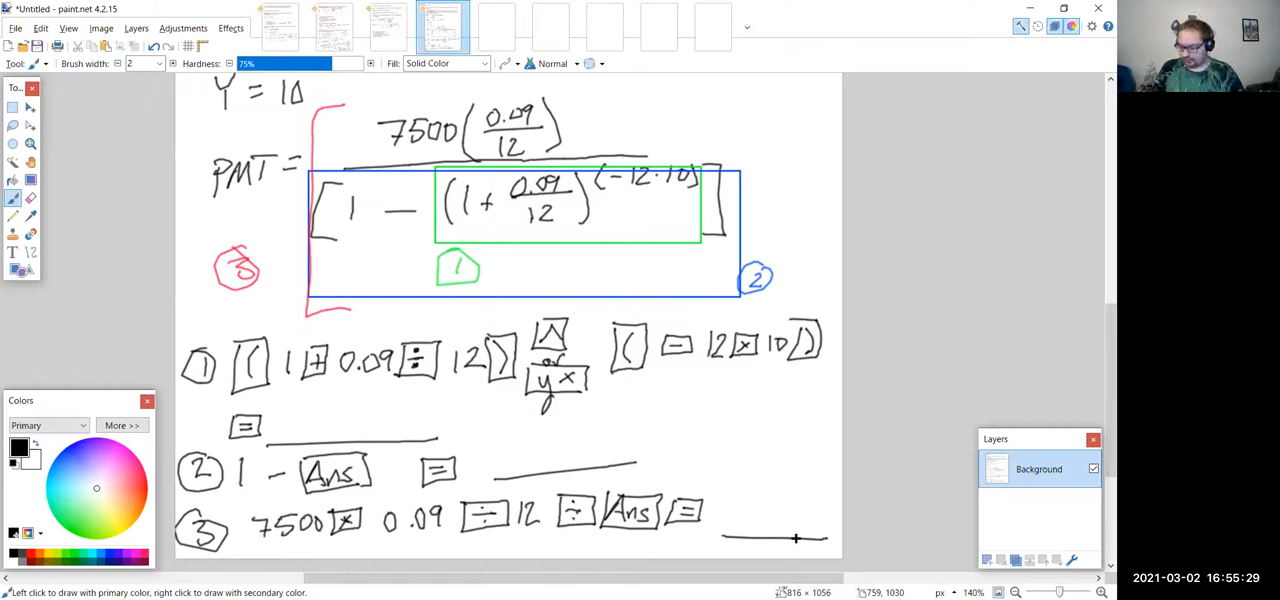 *Untitled - paint.net 4.2.15
File Edit View Image Layers Adjustments Effects
Tool: Brush width: 2 Hardness: 75% Fill: Solid Color Normal
To...
Y = 10
7500(0.09/12)
PMT =
[1 - (1 + 0.09/12)^(-12·10)]
3 1 2
1 ( 1 + 0.09 ÷ 12 ) ^ or y x ( - 12 × 10 )
=
2 1 - Ans =
3 7500 × 0.09 ÷ 12 ÷ Ans =
Colors
Primary More >>
Layers
Background
Left click to draw with primary color, right click to draw with secondary color. 816 x 1056 759, 1030 px 140%
2021-03-02 16:55:29